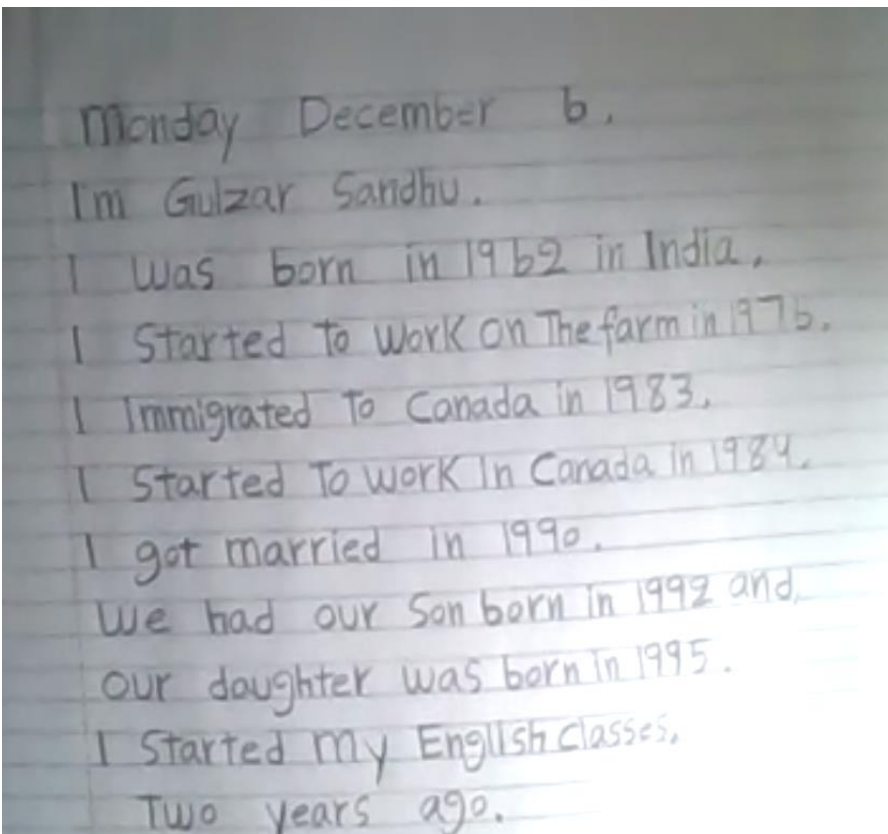 Monday December 6.
I'm Gulzar Sandhu.
I Was born in 1962 in India.
I Started To Work on The farm in 1976.
I Immigrated To Canada in 1983.
I Started To work In Canada in 1984.
I got married in 1990.
We had our Son born in 1992 and
our daughter was born in 1995.
I Started my English classes.
Two years ago.